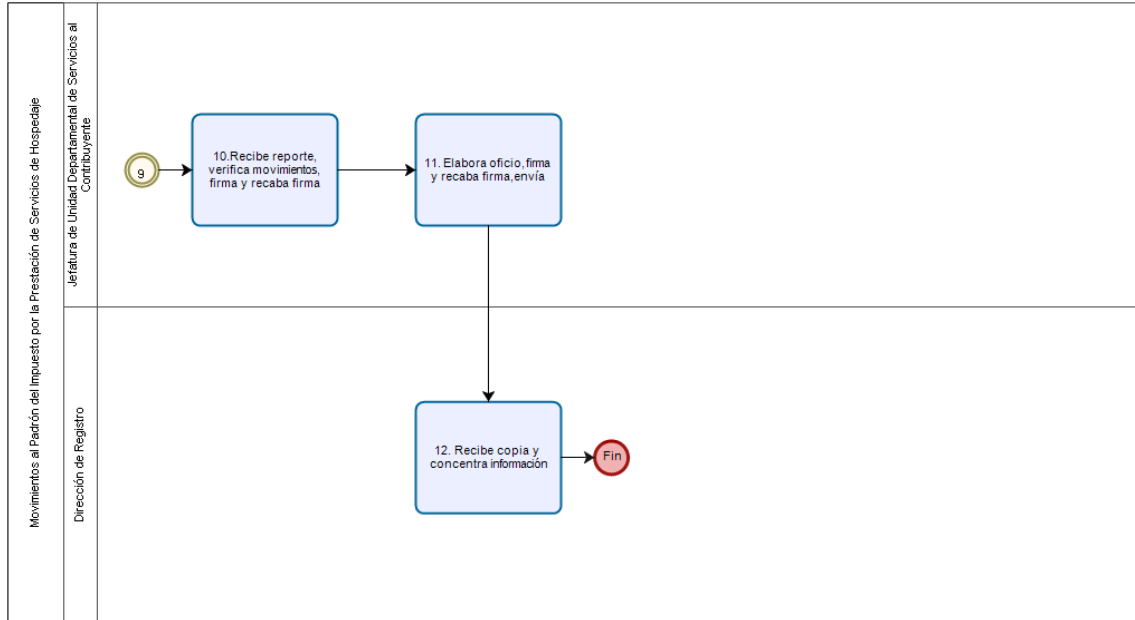 Movimientos al Padrón del Impuesto por la Prestación de Servicios de Hospedaje
Jefatura de Unidad Departamental de Servicios al
Contribuyente
9
10.Recibe reporte,
verifica movimientos,
firma y recaba firma
11. Elabora oficio,firma
y recaba firma,envía
Dirección de Registro
12. Recibe copia y
concentra información
Fin